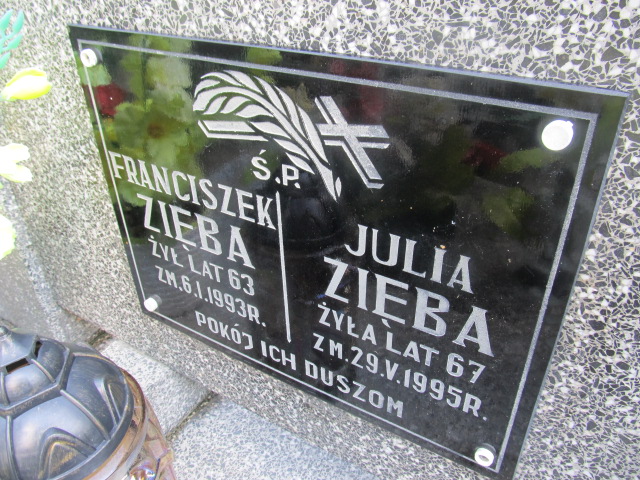 Ś.P.
FRANCISZEK
ZIĘBA
ŻYŁ LAT 63
ZM.6.I.1993R.
JULIA
ZIĘBA
ŻYŁA LAT 67
ZM.29.V.1995R.
POKÓJ ICH DUSZOM